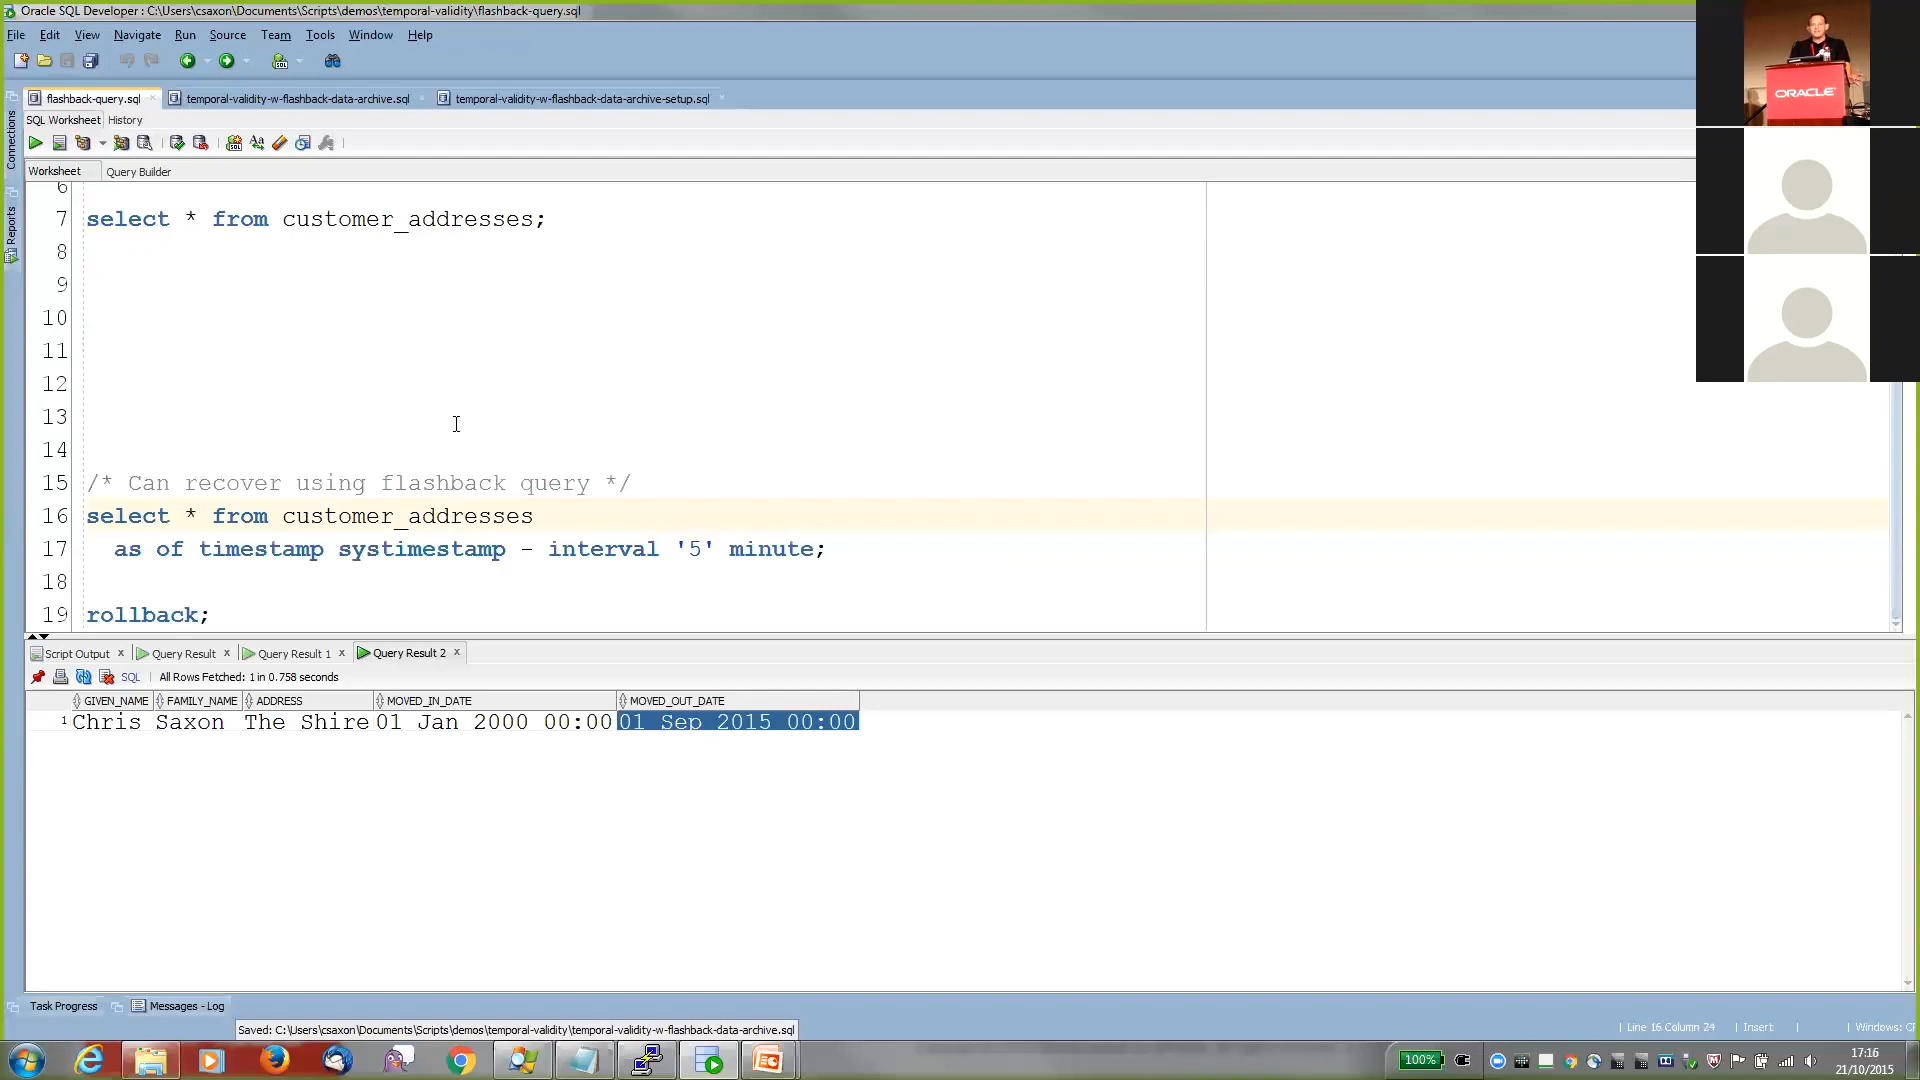 Oracle SQL Developer : C:\Users\csaxon\Documents\Scripts\demos\temporal-validity\flashback-query.sql
File Edit View Navigate Run Source Team Tools Window Help
ORACLE
flashback-query.sql temporal-validity-w-flashback-data-archive.sql temporal-validity-w-flashback-data-archive-setup.sql
SQL Worksheet History
Connections
Reports
Worksheet Query Builder
6
7 select * from customer_addresses;
8
9
10
11
12
13
14
15 /* Can recover using flashback query */
16 select * from customer_addresses
17 as of timestamp systimestamp - interval '5' minute;
18
19 rollback;
Script Output Query Result Query Result 1 Query Result 2
SQL All Rows Fetched: 1 in 0.758 seconds
GIVEN_NAME FAMILY_NAME ADDRESS MOVED_IN_DATE MOVED_OUT_DATE
1 Chris Saxon The Shire 01 Jan 2000 00:00 01 Sep 2015 00:00
Task Progress Messages - Log
Saved: C:\Users\csaxon\Documents\Scripts\demos\temporal-validity\temporal-validity-w-flashback-data-archive.sql
Line 16 Column 24 Insert Windows:
100% 17:16
21/10/2015